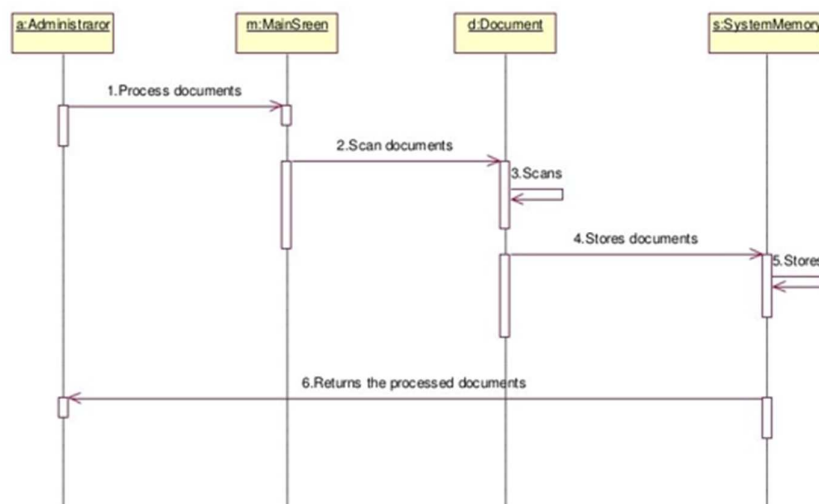 a:Administraror
m:MainSreen
d:Document
s:SystemMemory
1.Process documents
2.Scan documents
3.Scans
4.Stores documents
5.Stores
6.Returns the processed documents